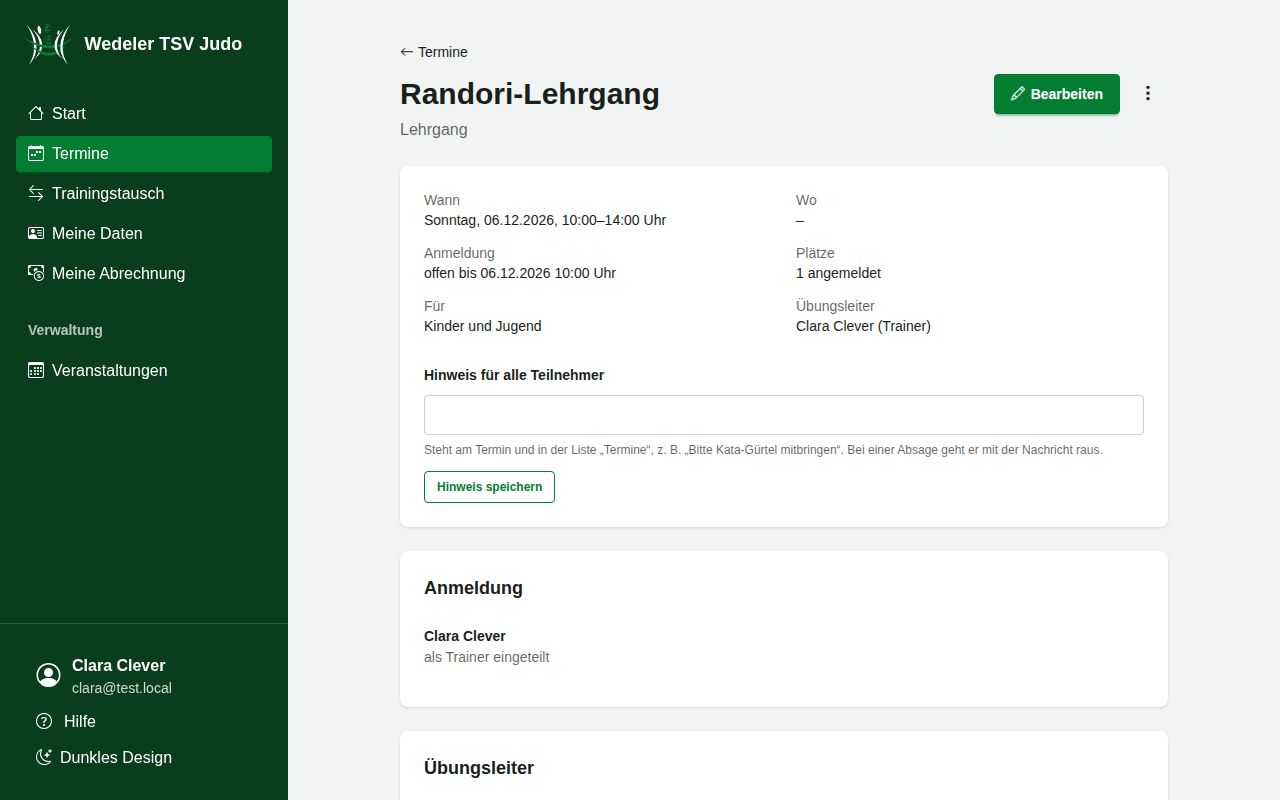 Wedeler TSV Judo
Start
Termine
Trainingstausch
Meine Daten
Meine Abrechnung
Verwaltung
Veranstaltungen
Clara Clever
clara@test.local
Hilfe
Dunkles Design
← Termine
Randori-Lehrgang
Bearbeiten
Lehrgang
Wann
Sonntag, 06.12.2026, 10:00–14:00 Uhr
Wo
–
Anmeldung
offen bis 06.12.2026 10:00 Uhr
Plätze
1 angemeldet
Für
Kinder und Jugend
Übungsleiter
Clara Clever (Trainer)
Hinweis für alle Teilnehmer
Steht am Termin und in der Liste „Termine“, z. B. „Bitte Kata-Gürtel mitbringen“. Bei einer Absage geht er mit der Nachricht raus.
Hinweis speichern
Anmeldung
Clara Clever
als Trainer eingeteilt
Übungsleiter